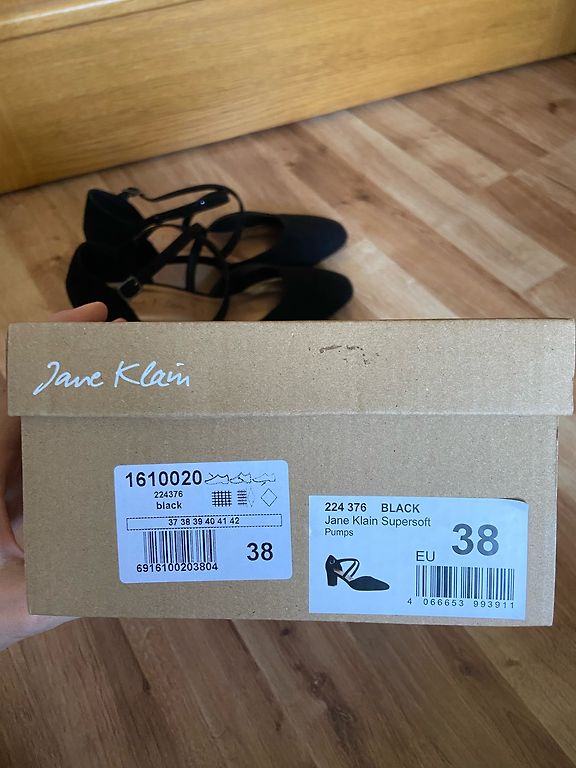 Jane Klain
1610020
224376
black
37 38 39 40 41 42
6916100203804
38
224 376 BLACK
Jane Klain Supersoft
Pumps
EU 38
4 066653 993911